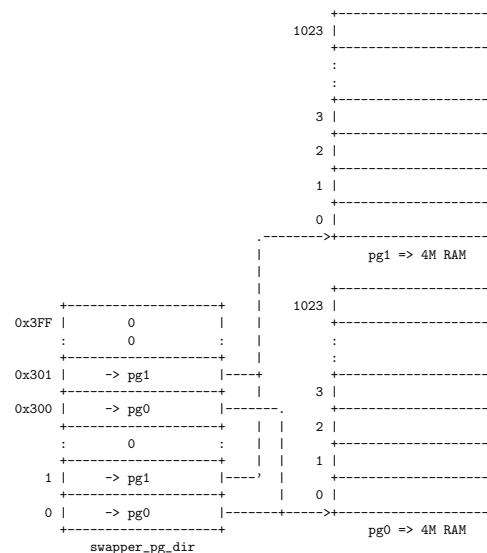 +-------------------
1023 |
+-------------------
:
:
+-------------------
3 |
+-------------------
2 |
+-------------------
1 |
+-------------------
0 |
.-------->+-------------------
| pg1 => 4M RAM
|
|
| +-------------------
+-------------------+ | 1023 |
0x3FF | 0 | | +-------------------
: 0 : | :
+-------------------+ | :
0x301 | -> pg1 |----+ +-------------------
+-------------------+ | 3 |
0x300 | -> pg0 |-------. +-------------------
+-------------------+ | | 2 |
: 0 : | | +-------------------
+-------------------+ | | 1 |
1 | -> pg1 |----' | +-------------------
+-------------------+ | 0 |
0 | -> pg0 |-------+----->+-------------------
+-------------------+ pg0 => 4M RAM
swapper_pg_dir